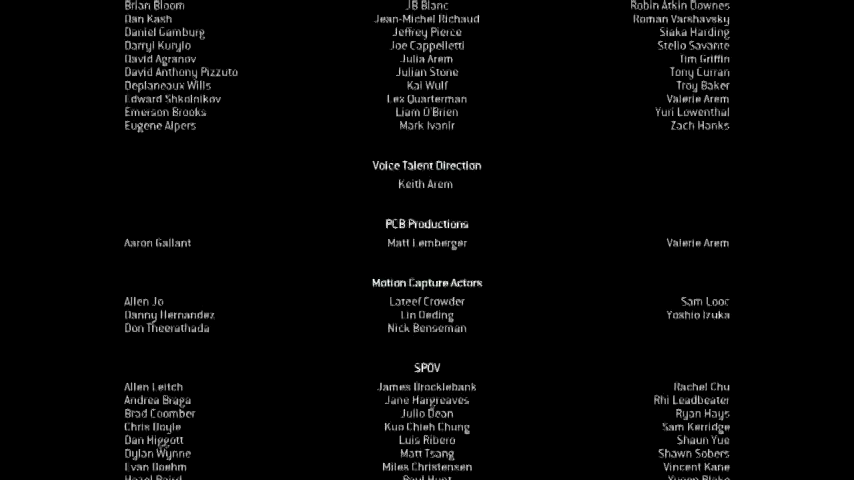 Brian Bloom JB Blanc Robin Atkin Downes
Dan Kash Jean-Michel Richaud Roman Varshavsky
Daniel Gamburg Jeffrey Pierce Siaka Harding
Darryl Kurylo Joe Cappelletti Stelio Savante
David Agranov Julia Arem Tim Griffin
David Anthony Pizzuto Julian Stone Tony Curran
Deplaneaux Wills Kai Wulf Troy Baker
Edward Shkolnikov Lex Quarterman Valerie Arem
Emerson Brooks Liam O'Brien Yuri Lowenthal
Eugene Alpers Mark Ivanir Zach Hanks
Voice Talent Direction
Keith Arem
PCB Productions
Aaron Gallant Matt Lemberger Valerie Arem
Motion Capture Actors
Allen Jo Lateef Crowder Sam Looc
Danny Hernandez Lin Oeding Yoshio Izuka
Don Theerathada Nick Benseman
SPOV
Allen Leitch James Brocklebank Rachel Chu
Andrea Braga Jane Hargreaves Rhi Leadbeater
Brad Coomber Julio Dean Ryan Hays
Chris Doyle Kuo Chieh Chung Sam Kerridge
Dan Higgott Luis Ribero Shaun Yue
Dylan Wynne Matt Tsang Shawn Sobers
Evan Boehm Miles Christensen Vincent Kane
Hazel Baird Paul Hunt